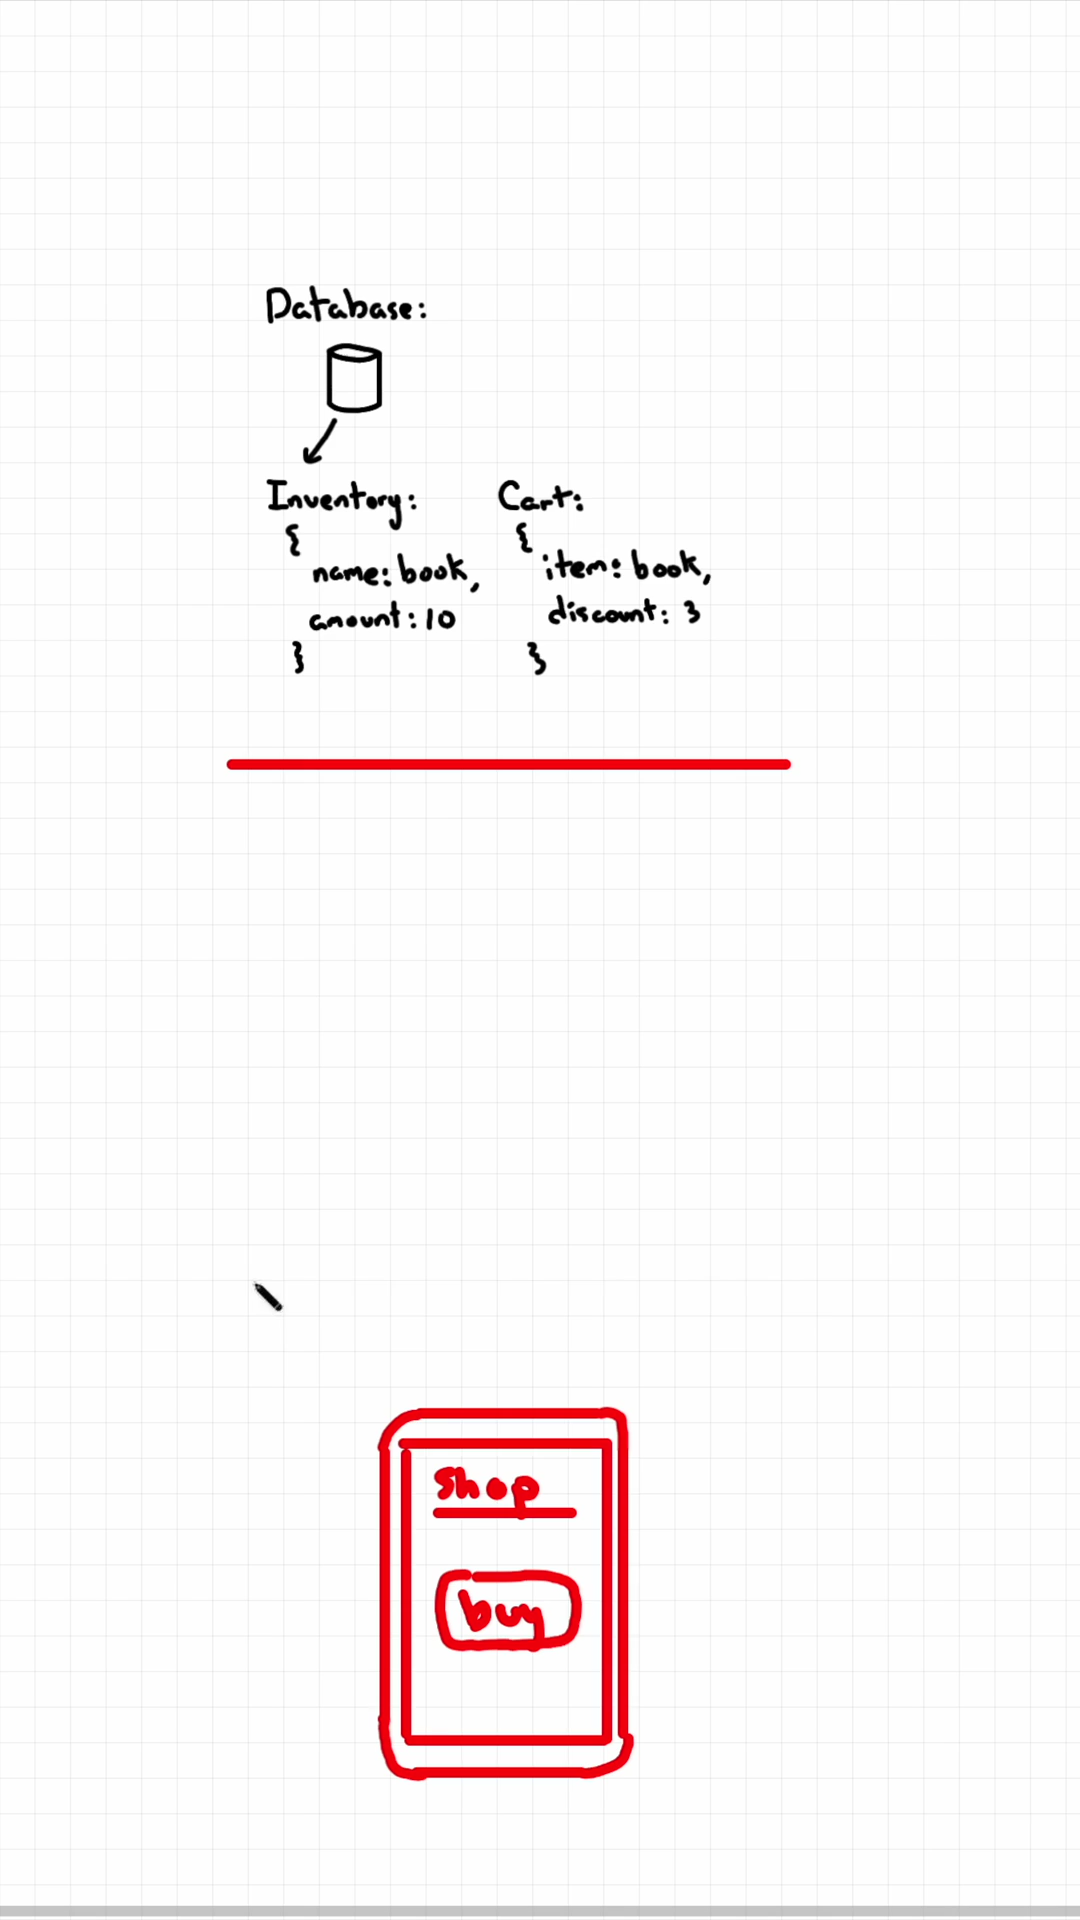 Database:
Inventory:
{
name: book,
amount: 10
}
Cart:
{
item: book,
discount: 3
}
shop
buy